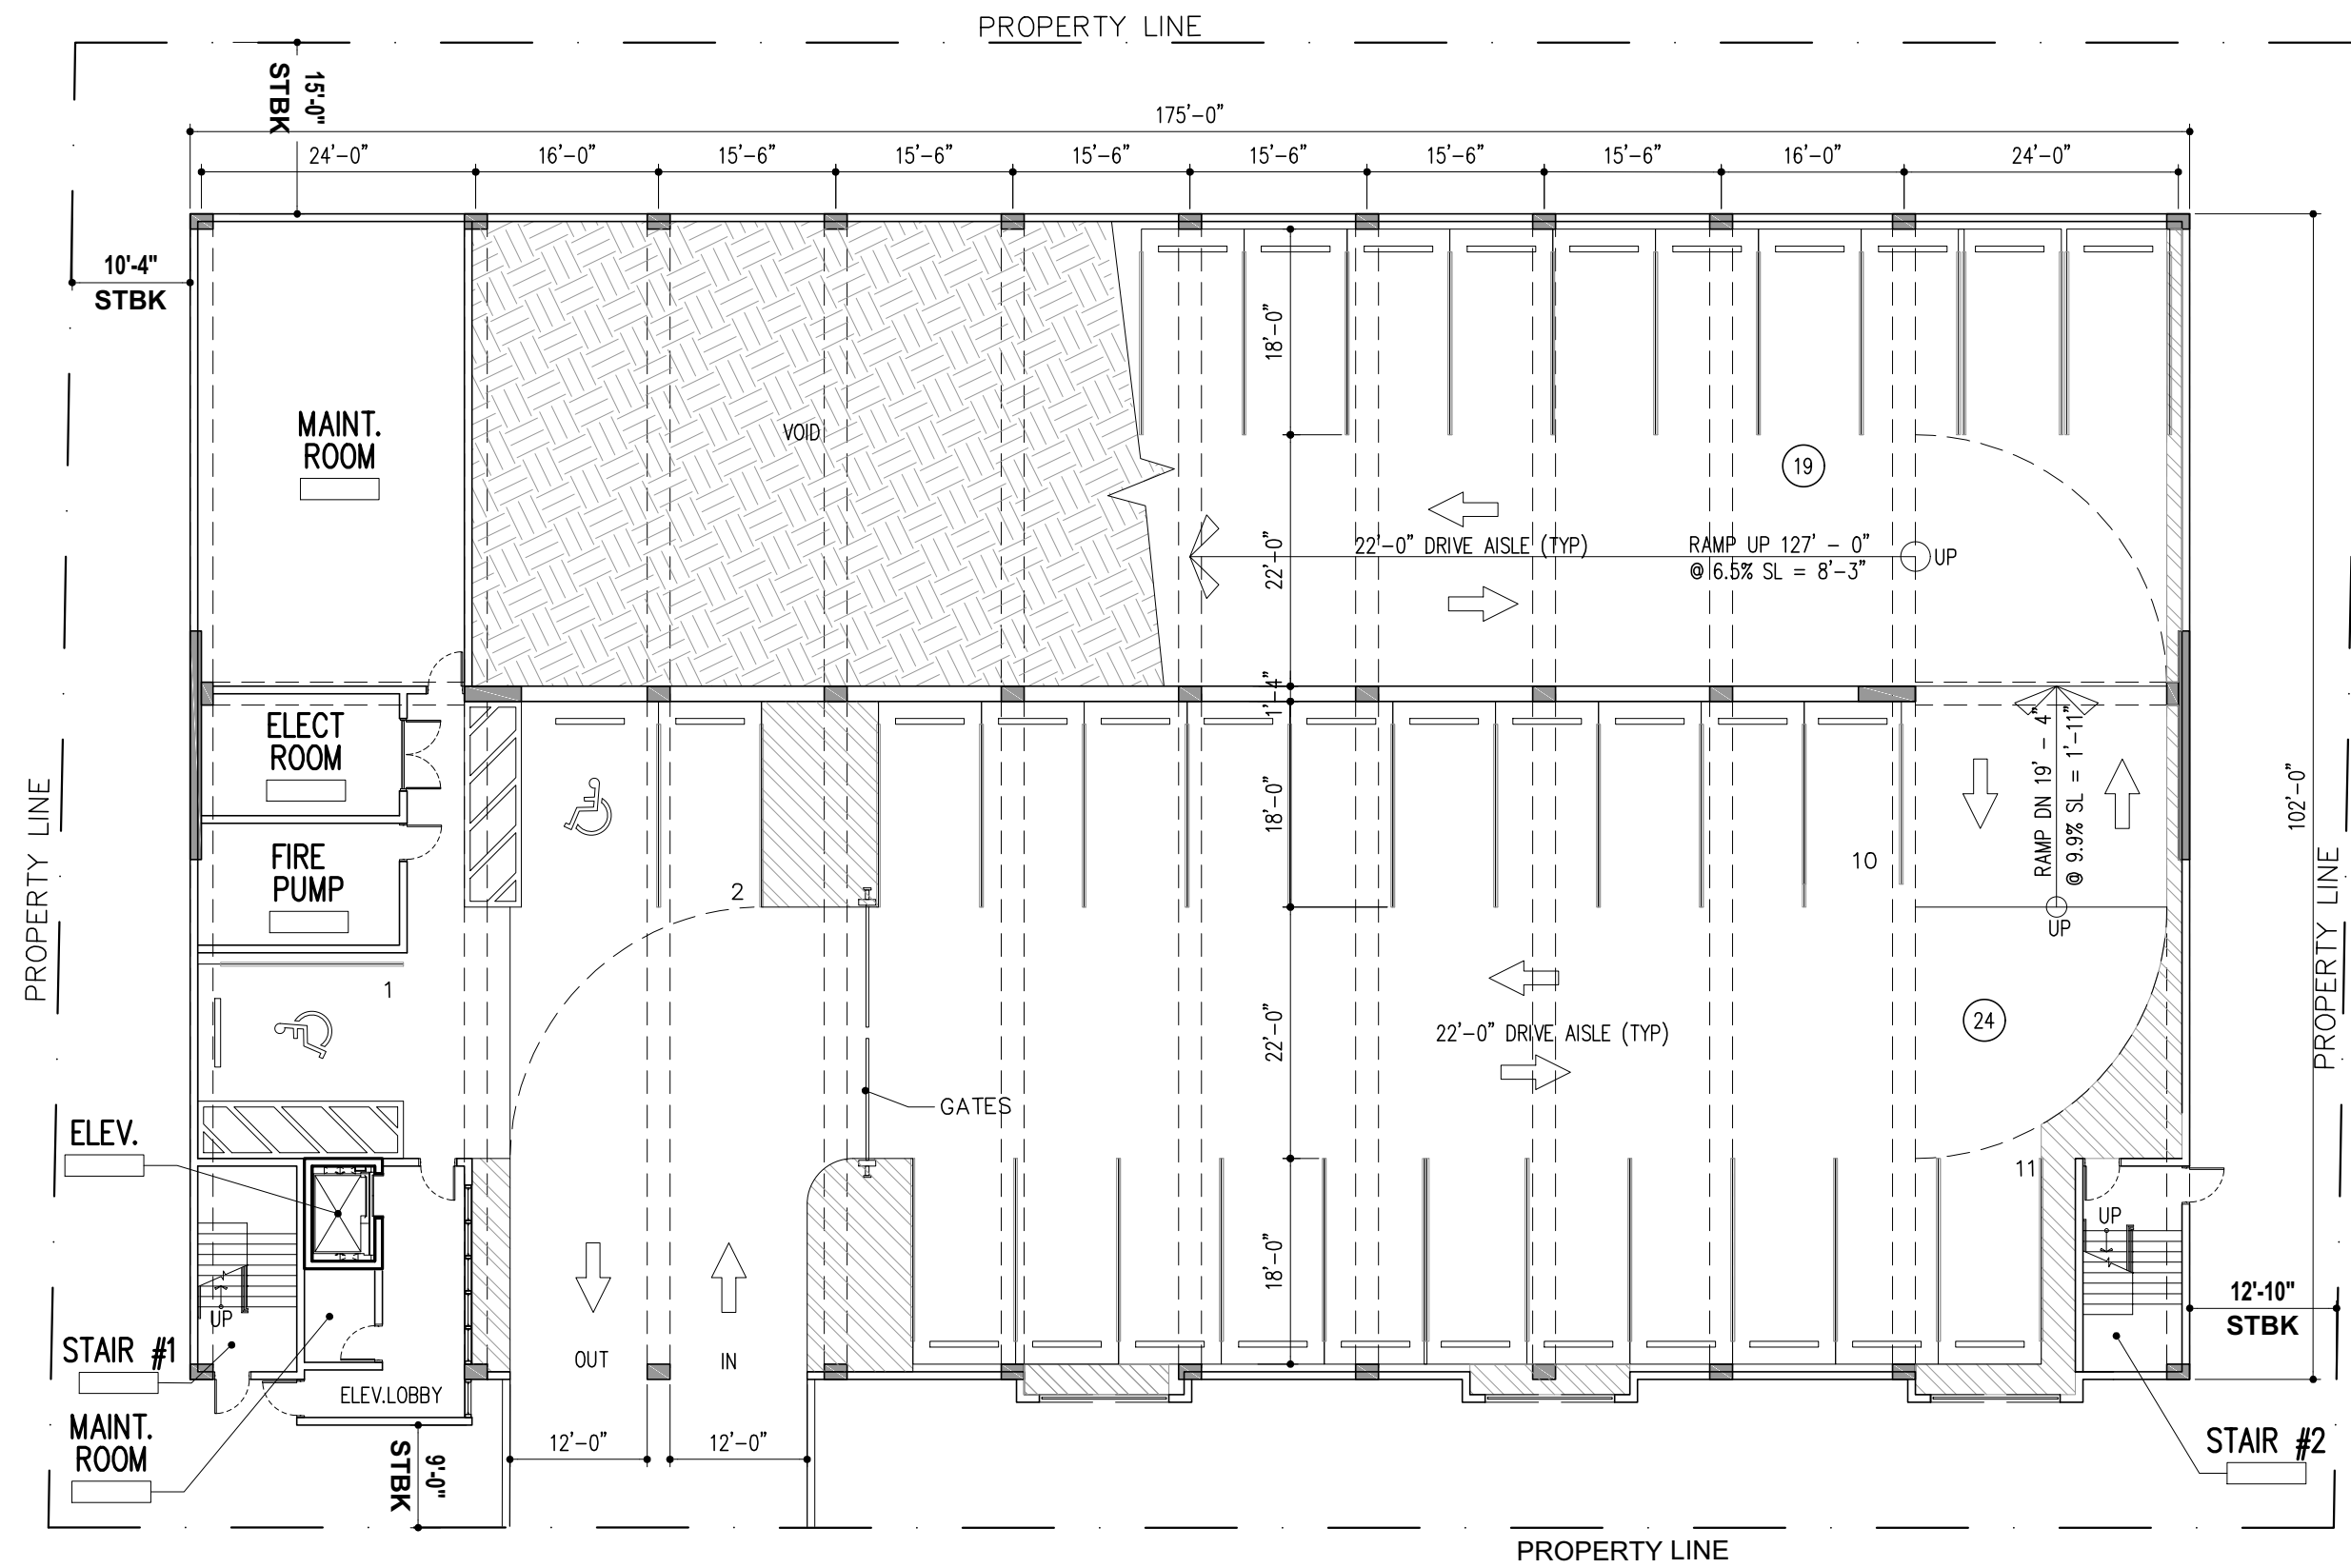 PROPERTY LINE
15'-0"
STBK
175'-0"
24'-0"
16'-0"
15'-6"
15'-6"
15'-6"
15'-6"
15'-6"
15'-6"
16'-0"
24'-0"
10'-4"
STBK
MAINT.
ROOM
VOID
18'-0"
19
22'-0"
22'-0" DRIVE AISLE (TYP)
RAMP UP 127' - 0"
@ 6.5% SL = 8'-3"
UP
1'-4"
ELECT
ROOM
FIRE
PUMP
2
18'-0"
10
RAMP DN 19' - 4"
@ 9.9% SL = 1'-11"
UP
102'-0"
PROPERTY LINE
PROPERTY LINE
1
22'-0"
22'-0" DRIVE AISLE (TYP)
24
GATES
ELEV.
11
UP
UP
18'-0"
OUT
IN
12'-10"
STBK
STAIR #1
ELEV.LOBBY
MAINT.
ROOM
9'-0"
STBK
12'-0"
12'-0"
STAIR #2
PROPERTY LINE